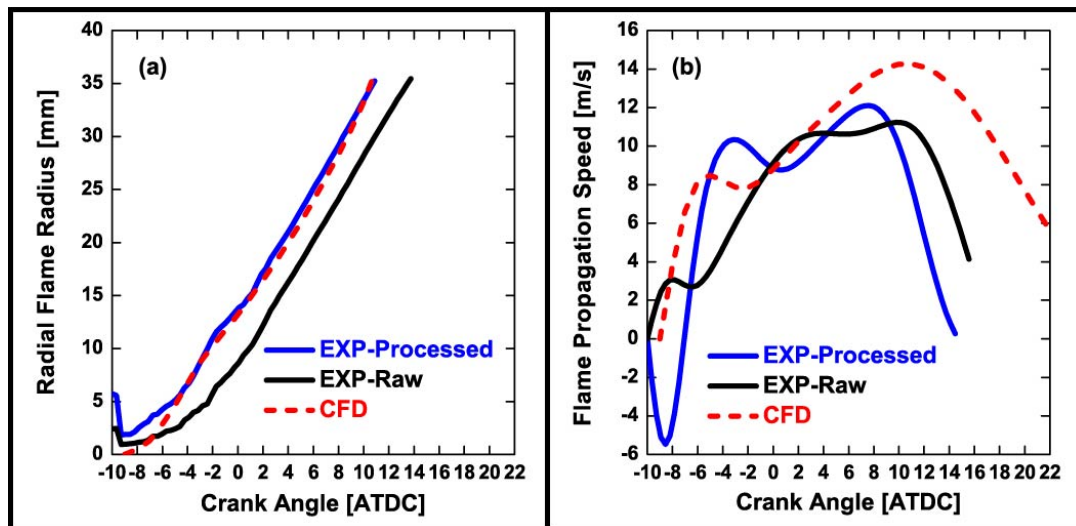 (a)
Radial Flame Radius [mm]
40
35
30
25
20
15
10
5
0
EXP-Processed
EXP-Raw
CFD
-10 -8 -6 -4 -2 0 2 4 6 8 10 12 14 16 18 20 22
Crank Angle [ATDC]
(b)
Flame Propagation Speed [m/s]
16
14
12
10
8
6
4
2
0
-2
-4
-6
EXP-Processed
EXP-Raw
CFD
-10 -8 -6 -4 -2 0 2 4 6 8 10 12 14 16 18 20 22
Crank Angle [ATDC]